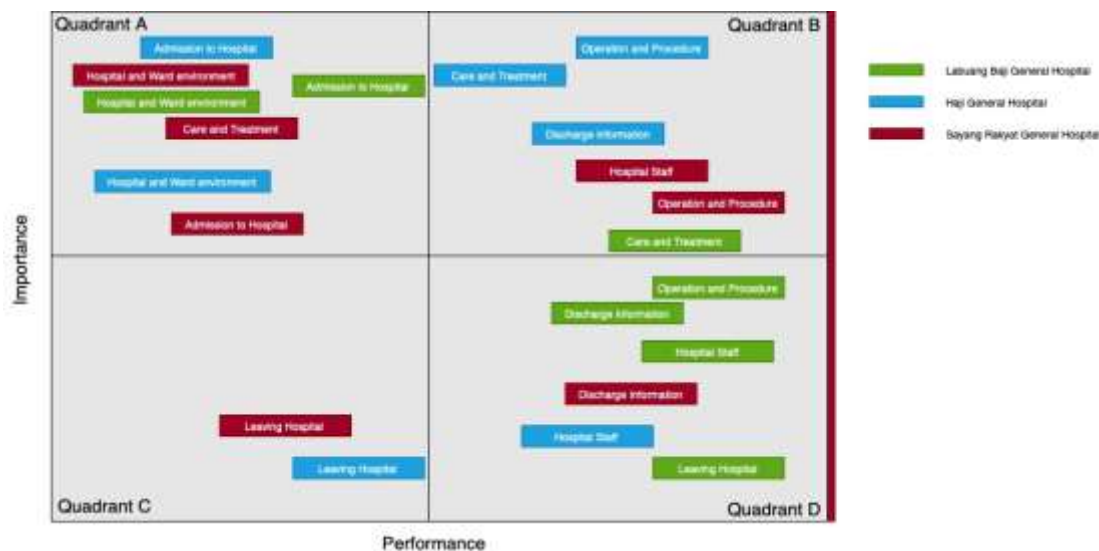 Quadrant A
Quadrant B
Admission to Hospital
Operation and Procedure
Hospital and Ward environment
Care and Treatment
Admission to Hospital
Hospital and Ward environment
Care and Treatment
Discharge Information
Hospital Staff
Hospital and Ward environment
Operation and Procedure
Admission to Hospital
Care and Treatment
Labuang Baji General Hospital
Haji General Hospital
Sayang Rakyat General Hospital
Importance
Operation and Procedure
Discharge Information
Hospital Staff
Discharge Information
Leaving Hospital
Hospital Staff
Leaving Hospital
Leaving Hospital
Quadrant C
Quadrant D
Performance